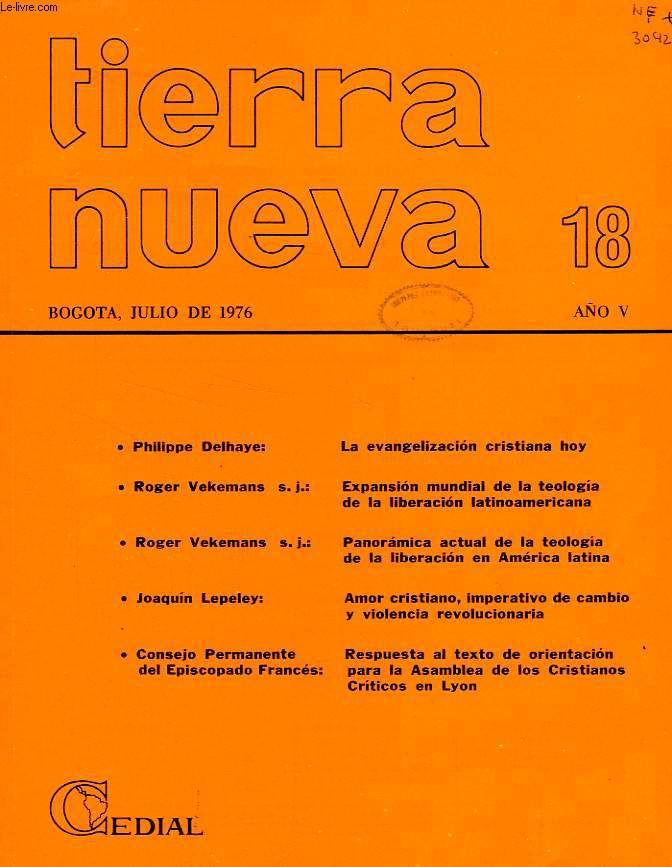 Le-livre.com
NF +
3042
tierra
nueva 18
BOGOTA, JULIO DE 1976 AÑO V
• Philippe Delhaye: La evangelización cristiana hoy
• Roger Vekemans s. j.: Expansión mundial de la teología
de la liberación latinoamericana
• Roger Vekemans s. j.: Panorámica actual de la teología
de la liberación en América latina
• Joaquín Lepeley: Amor cristiano, imperativo de cambio
y violencia revolucionaria
• Consejo Permanente Respuesta al texto de orientación
del Episcopado Francés: para la Asamblea de los Cristianos
Críticos en Lyon
CEDIAL